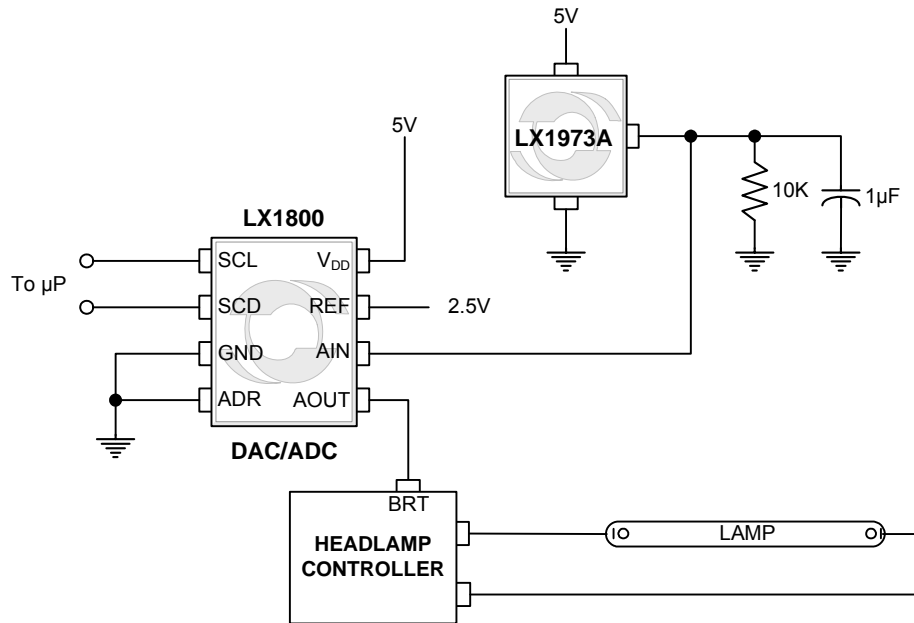 5V
LX1973A
10K
1µF
5V
LX1800
To µP
SCL
VDD
SCD
REF
2.5V
GND
AIN
ADR
AOUT
DAC/ADC
BRT
HEADLAMP
CONTROLLER
LAMP